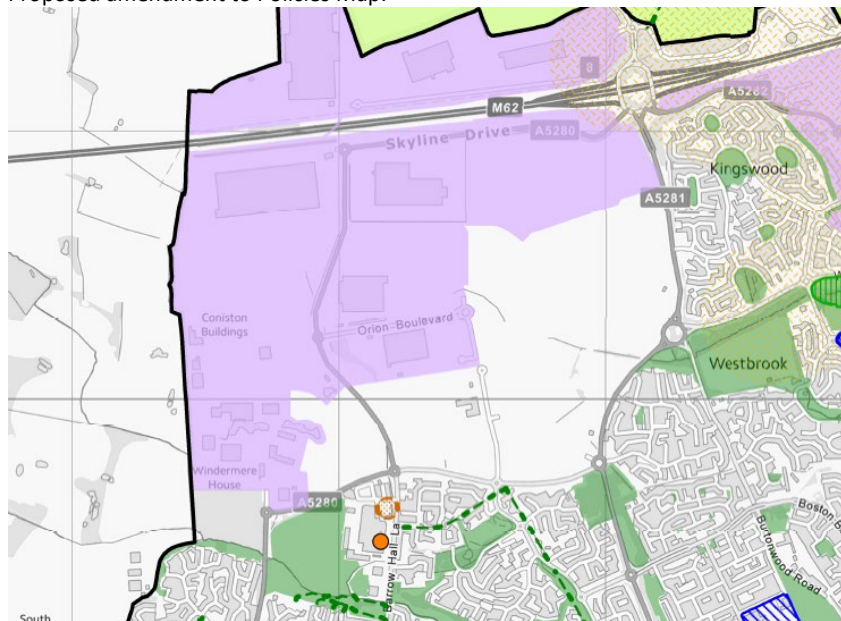 Proposed amendment to Policies Map:
8
M62
A5262
Skyline Drive
A5280
Kingswood
A5281
Coniston
Buildings
Orion Boulevard
Westbrook
Windermere
House
A5280
Barrow Hall La
Boston
Burtonwood Road
South